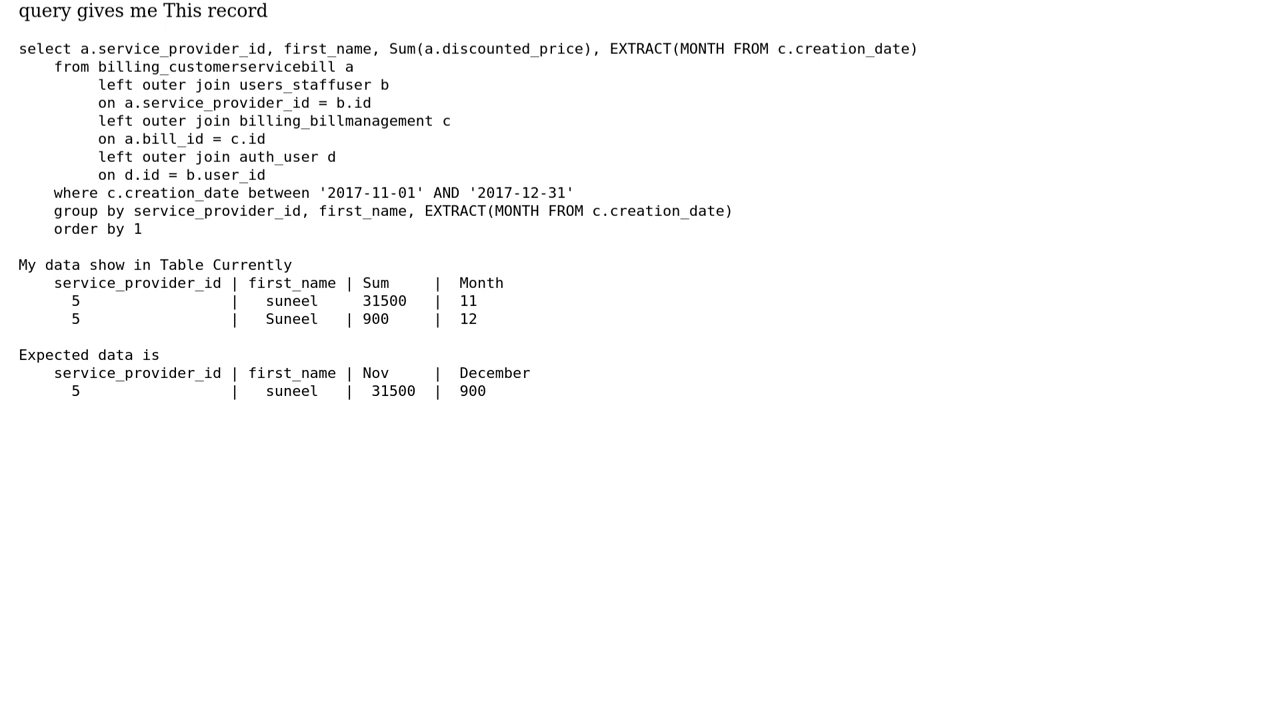 query gives me This record
select a.service_provider_id, first_name, Sum(a.discounted_price), EXTRACT(MONTH FROM c.creation_date)
    from billing_customerservicebill a
         left outer join users_staffuser b
         on a.service_provider_id = b.id
         left outer join billing_billmanagement c
         on a.bill_id = c.id
         left outer join auth_user d
         on d.id = b.user_id
    where c.creation_date between '2017-11-01' AND '2017-12-31'
    group by service_provider_id, first_name, EXTRACT(MONTH FROM c.creation_date)
    order by 1
My data show in Table Currently
    service_provider_id | first_name | Sum     |  Month
      5                 |   suneel     31500   |  11
      5                 |   Suneel   | 900     |  12
Expected data is
    service_provider_id | first_name | Nov     |  December
      5                 |   suneel   |  31500  |  900